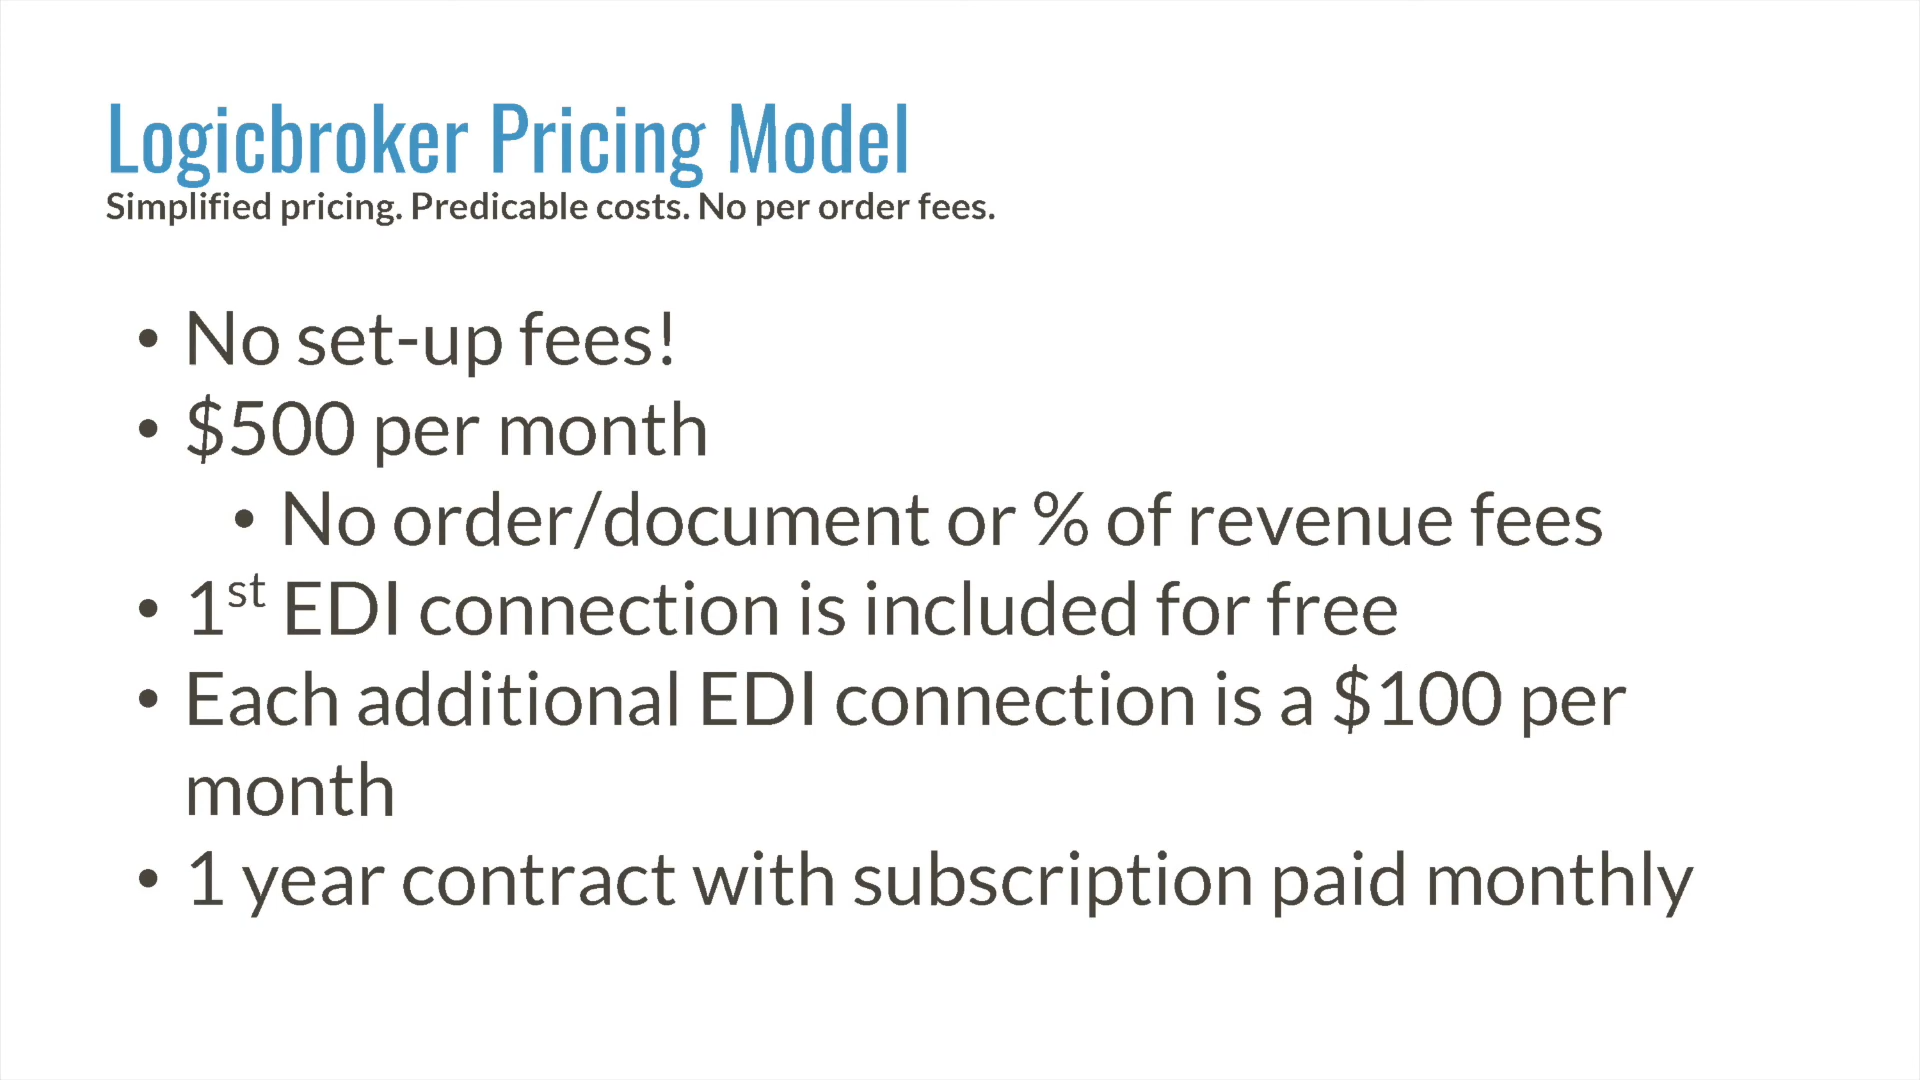 Logicbroker Pricing Model
Simplified pricing. Predicable costs. No per order fees.
• No set-up fees!
• $500 per month
• No order/document or % of revenue fees
• 1st EDI connection is included for free
• Each additional EDI connection is a $100 per
month
• 1 year contract with subscription paid monthly